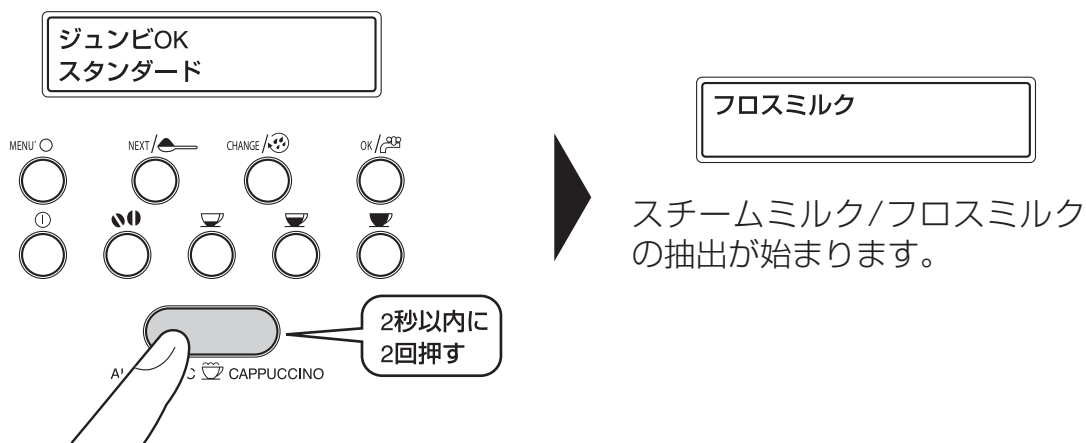 ジュンビOK
スタンダード
MENU
NEXT/
CHANGE/
OK/
2秒以内に
2回押す
CAPPUCCINO
フロスミルク
スチームミルク/フロスミルク
の抽出が始まります。